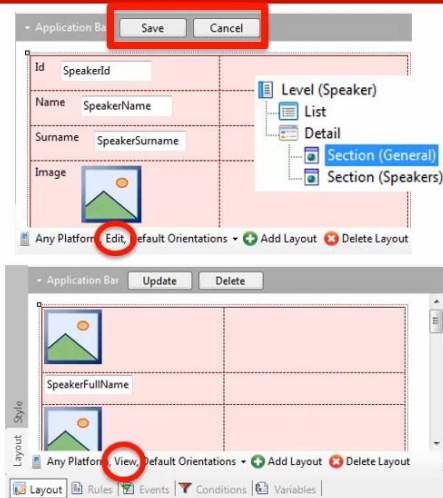 Application Bar Save Cancel
Id SpeakerId
Name SpeakerName
Surname SpeakerSurname
Image
Level (Speaker)
List
Detail
Section (General)
Section (Speakers)
Any Platform, Edit, Default Orientations Add Layout Delete Layout
Application Bar Update Delete
SpeakerFullName
Style
Layout
Any Platform, View, Default Orientations Add Layout Delete Layout
Layout Rules Events Conditions Variables